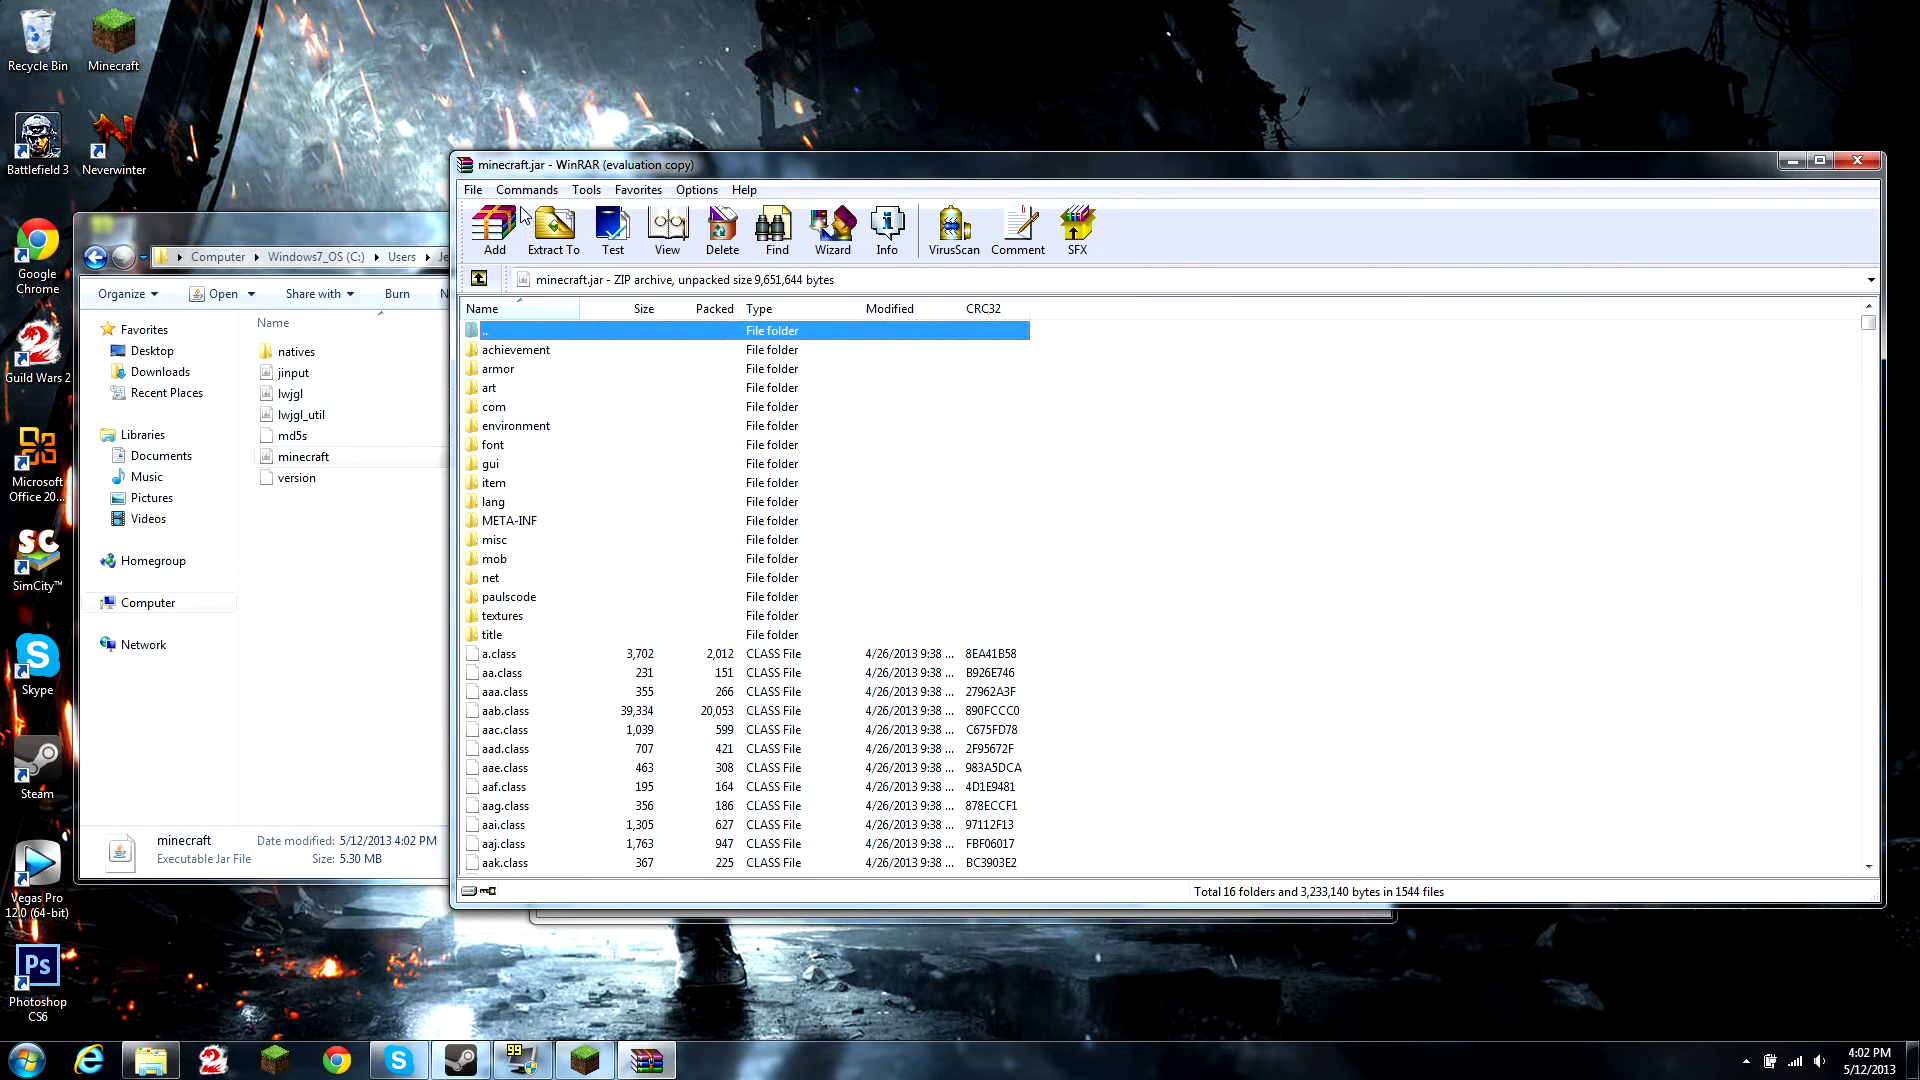 Recycle Bin
Minecraft
Battlefield 3
Neverwinter
Google
Chrome
Guild Wars 2
Microsoft
Office 20...
SimCity™
Skype
Steam
Vegas Pro
12.0 (64-bit)
Ps
Photoshop
CS6
Computer Windows7_OS (C:) Users Je
Organize Open Share with Burn N
Favorites
Desktop
Downloads
Recent Places
Libraries
Documents
Music
Pictures
Videos
Homegroup
Computer
Network
Name
natives
jinput
lwjgl
lwjgl_util
md5s
minecraft
version
minecraft Date modified: 5/12/2013 4:02 PM
Executable Jar File Size: 5.30 MB
minecraft.jar - WinRAR (evaluation copy)
File Commands Tools Favorites Options Help
Add Extract To Test View Delete Find Wizard Info VirusScan Comment SFX
minecraft.jar - ZIP archive, unpacked size 9,651,644 bytes
Name Size Packed Type Modified CRC32
.. File folder
achievement File folder
armor File folder
art File folder
com File folder
environment File folder
font File folder
gui File folder
item File folder
lang File folder
META-INF File folder
misc File folder
mob File folder
net File folder
paulscode File folder
textures File folder
title File folder
a.class 3,702 2,012 CLASS File 4/26/2013 9:38 ... 8EA41B58
aa.class 231 151 CLASS File 4/26/2013 9:38 ... B926E746
aaa.class 355 266 CLASS File 4/26/2013 9:38 ... 27962A3F
aab.class 39,334 20,053 CLASS File 4/26/2013 9:38 ... 890FCCC0
aac.class 1,039 599 CLASS File 4/26/2013 9:38 ... C675FD78
aad.class 707 421 CLASS File 4/26/2013 9:38 ... 2F95672F
aae.class 463 308 CLASS File 4/26/2013 9:38 ... 983A5DCA
aaf.class 195 164 CLASS File 4/26/2013 9:38 ... 4D1E9481
aag.class 356 186 CLASS File 4/26/2013 9:38 ... 878ECCF1
aai.class 1,305 627 CLASS File 4/26/2013 9:38 ... 97112F13
aaj.class 1,763 947 CLASS File 4/26/2013 9:38 ... FBF06017
aak.class 367 225 CLASS File 4/26/2013 9:38 ... BC3903E2
Total 16 folders and 3,233,140 bytes in 1544 files
99
4:02 PM
5/12/2013